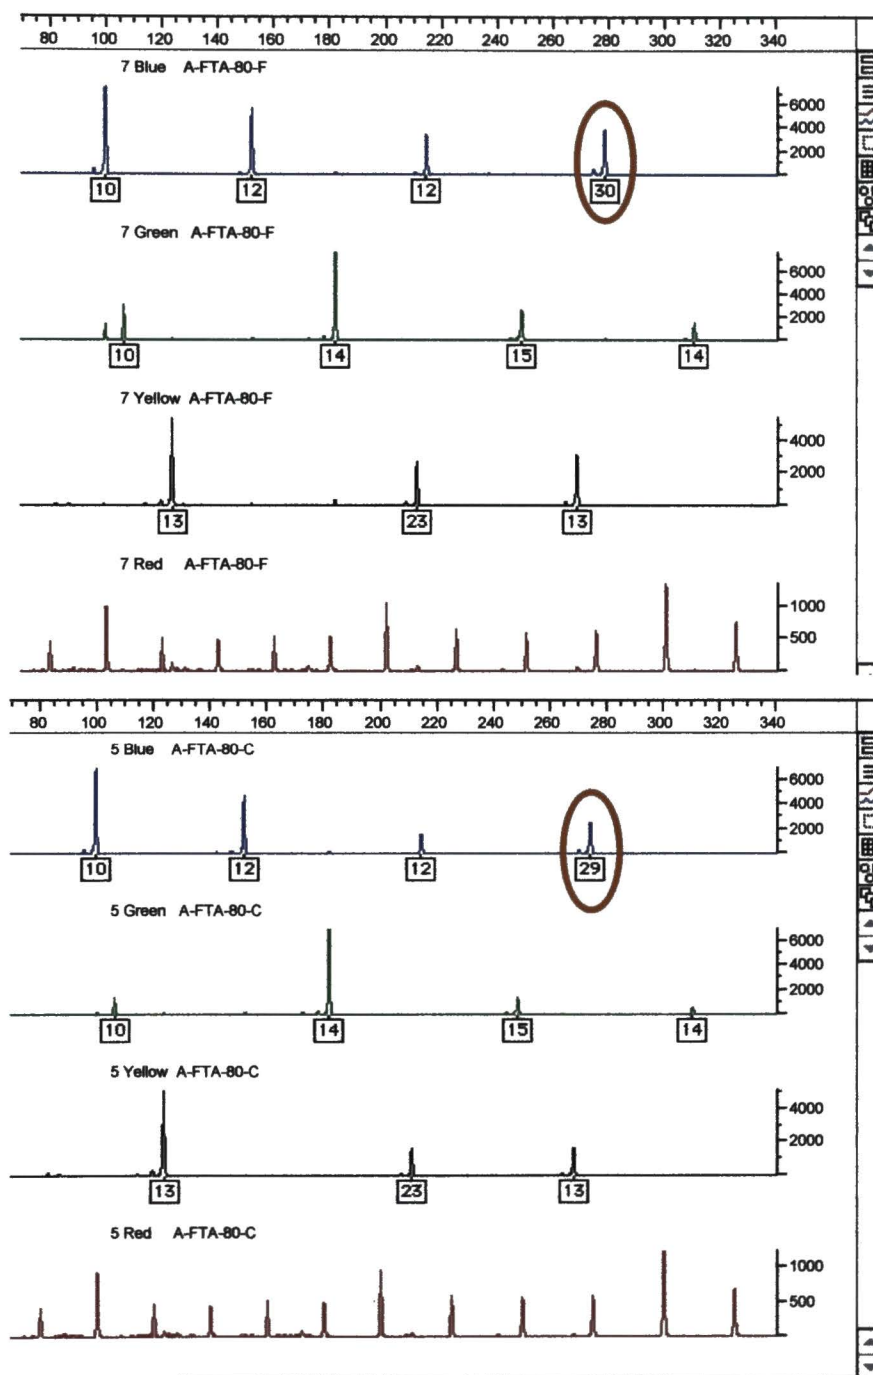 80 100 120 140 160 180 200 220 240 260 280 300 320 340
7 Blue A-FTA-80-F
6000
4000
2000
10 12 12 30
7 Green A-FTA-80-F
6000
4000
2000
10 14 15 14
7 Yellow A-FTA-80-F
4000
2000
13 23 13
7 Red A-FTA-80-F
1000
500
80 100 120 140 160 180 200 220 240 260 280 300 320 340
5 Blue A-FTA-80-C
6000
4000
2000
10 12 12 29
5 Green A-FTA-80-C
6000
4000
2000
10 14 15 14
5 Yellow A-FTA-80-C
4000
2000
13 23 13
5 Red A-FTA-80-C
1000
500